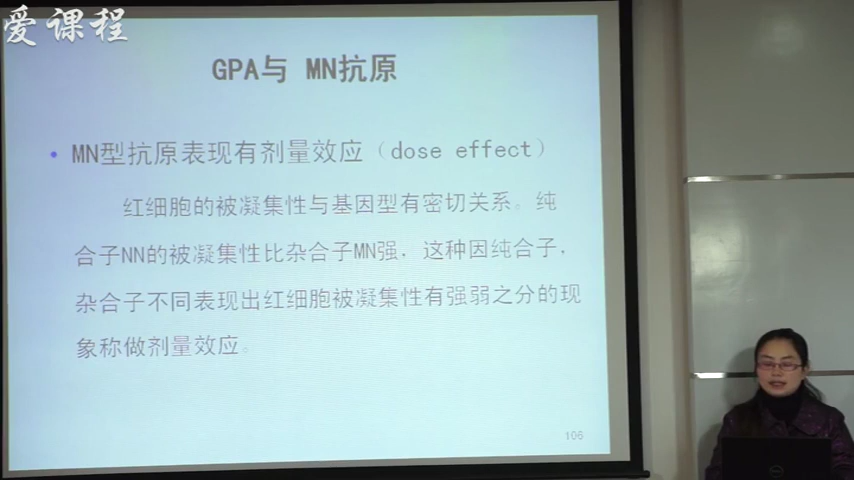 爱课程
GPA与 MN抗原
• MN型抗原表现有剂量效应（dose effect）
红细胞的被凝集性与基因型有密切关系。纯
合子NN的被凝集性比杂合子MN强，这种因纯合子，
杂合子不同表现出红细胞被凝集性有强弱之分的现
象称做剂量效应。
106
DELL